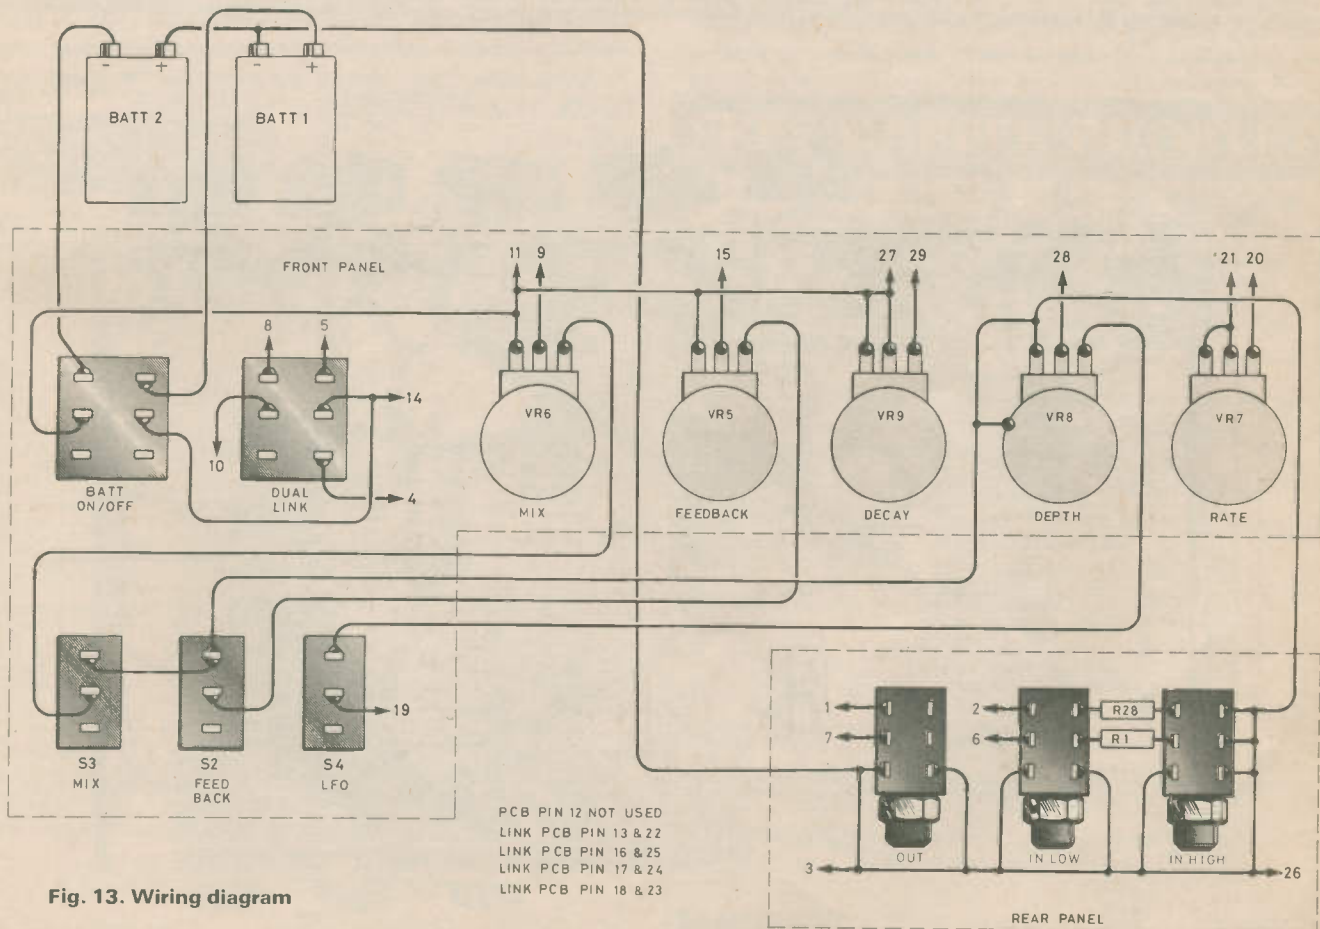 - +
- +
BATT 2
BATT 1
FRONT PANEL
11 9
15
27 29
28
21 20
8 5
14
10
4
VR6
VR5
VR9
VR8
VR7
BATT
ON/OFF
DUAL
LINK
MIX
FEEDBACK
DECAY
DEPTH
RATE
19
S3
MIX
S2
FEED
BACK
S4
LFO
1
7
2
6
R28
R1
OUT
IN LOW
IN HIGH
3
26
PCB PIN 12 NOT USED
LINK PCB PIN 13 & 22
LINK PCB PIN 16 & 25
LINK PCB PIN 17 & 24
LINK PCB PIN 18 & 23
REAR PANEL
Fig. 13. Wiring diagram